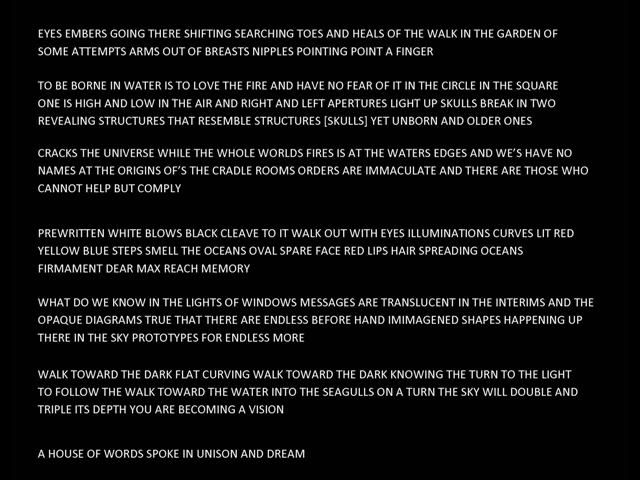 EYES EMBERS GOING THERE SHIFTING SEARCHING TOES AND HEALS OF THE WALK IN THE GARDEN OF
SOME ATTEMPTS ARMS OUT OF BREASTS NIPPLES POINTING POINT A FINGER
TO BE BORNE IN WATER IS TO LOVE THE FIRE AND HAVE NO FEAR OF IT IN THE CIRCLE IN THE SQUARE
ONE IS HIGH AND LOW IN THE AIR AND RIGHT AND LEFT APERTURES LIGHT UP SKULLS BREAK IN TWO
REVEALING STRUCTURES THAT RESEMBLE STRUCTURES [SKULLS] YET UNBORN AND OLDER ONES
CRACKS THE UNIVERSE WHILE THE WHOLE WORLDS FIRES IS AT THE WATERS EDGES AND WE'S HAVE NO
NAMES AT THE ORIGINS OF'S THE CRADLE ROOMS ORDERS ARE IMMACULATE AND THERE ARE THOSE WHO
CANNOT HELP BUT COMPLY
PREWRITTEN WHITE BLOWS BLACK CLEAVE TO IT WALK OUT WITH EYES ILLUMINATIONS CURVES LIT RED
YELLOW BLUE STEPS SMELL THE OCEANS OVAL SPARE FACE RED LIPS HAIR SPREADING OCEANS
FIRMAMENT DEAR MAX REACH MEMORY
WHAT DO WE KNOW IN THE LIGHTS OF WINDOWS MESSAGES ARE TRANSLUCENT IN THE INTERIMS AND THE
OPAQUE DIAGRAMS TRUE THAT THERE ARE ENDLESS BEFORE HAND IMIMAGENED SHAPES HAPPENING UP
THERE IN THE SKY PROTOTYPES FOR ENDLESS MORE
WALK TOWARD THE DARK FLAT CURVING WALK TOWARD THE DARK KNOWING THE TURN TO THE LIGHT
TO FOLLOW THE WALK TOWARD THE WATER INTO THE SEAGULLS ON A TURN THE SKY WILL DOUBLE AND
TRIPLE ITS DEPTH YOU ARE BECOMING A VISION
A HOUSE OF WORDS SPOKE IN UNISON AND DREAM